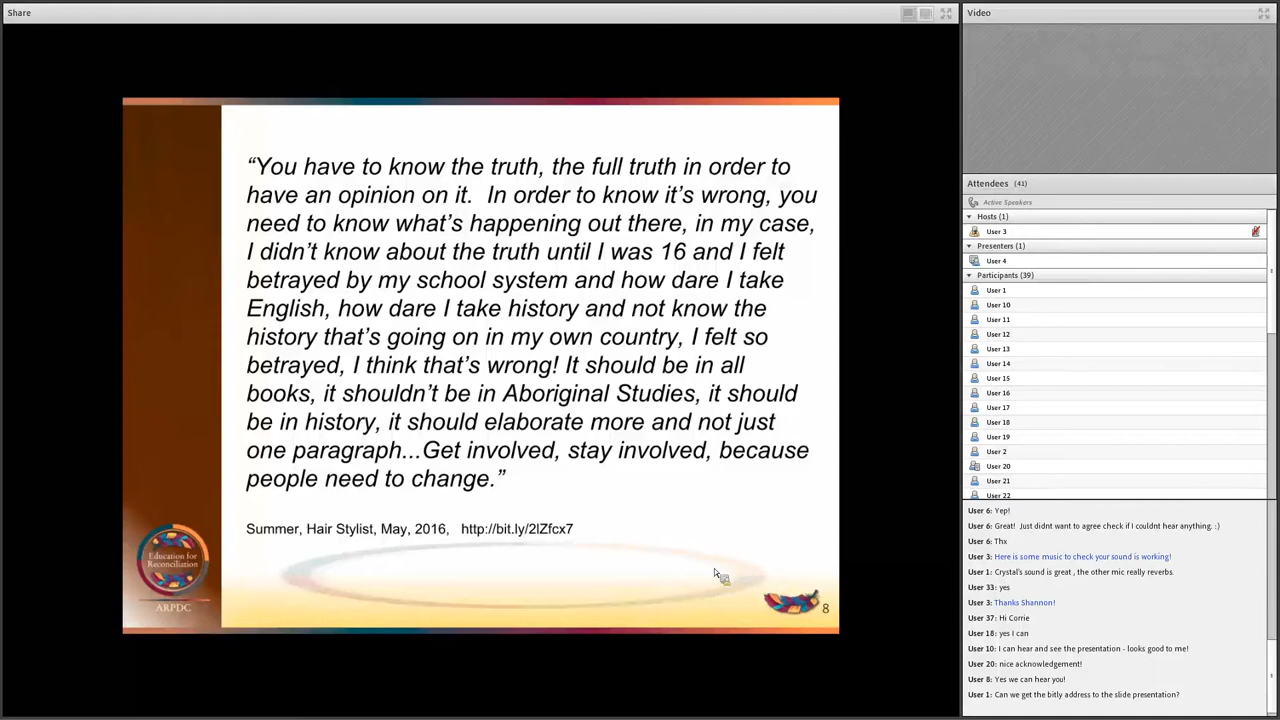 Share
"You have to know the truth, the full truth in order to
have an opinion on it.  In order to know it's wrong, you
need to know what's happening out there, in my case,
I didn't know about the truth until I was 16 and I felt
betrayed by my school system and how dare I take
English, how dare I take history and not know the
history that's going on in my own country, I felt so
betrayed, I think that's wrong! It should be in all
books, it shouldn't be in Aboriginal Studies, it should
be in history, it should elaborate more and not just
one paragraph...Get involved, stay involved, because
people need to change."
Summer, Hair Stylist, May, 2016,   http://bit.ly/2lZfcx7
Education for
Reconciliation
ARPDC
8
Video
Attendees (41)
Active Speakers
Hosts (1)
User 3
Presenters (1)
User 4
Participants (39)
User 1
User 10
User 11
User 12
User 13
User 14
User 15
User 16
User 17
User 18
User 19
User 2
User 20
User 21
User 22
User 6: Yep!
User 6: Great!  Just didnt want to agree check if I couldnt hear anything. :)
User 6: Thx
User 3: Here is some music to check your sound is working!
User 1: Crystal's sound is great , the other mic really reverbs.
User 33: yes
User 3: Thanks Shannon!
User 37: Hi Corrie
User 18: yes I can
User 10: I can hear and see the presentation - looks good to me!
User 20: nice acknowledgement!
User 8: Yes we can hear you!
User 1: Can we get the bitly address to the slide presentation?